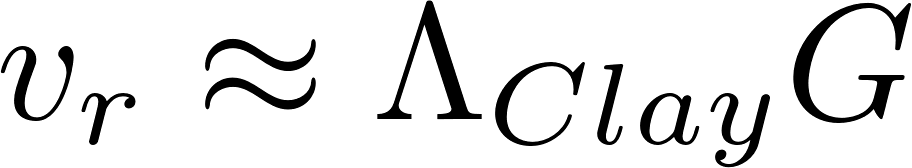 v_r ≈ Λ_{Clay}G